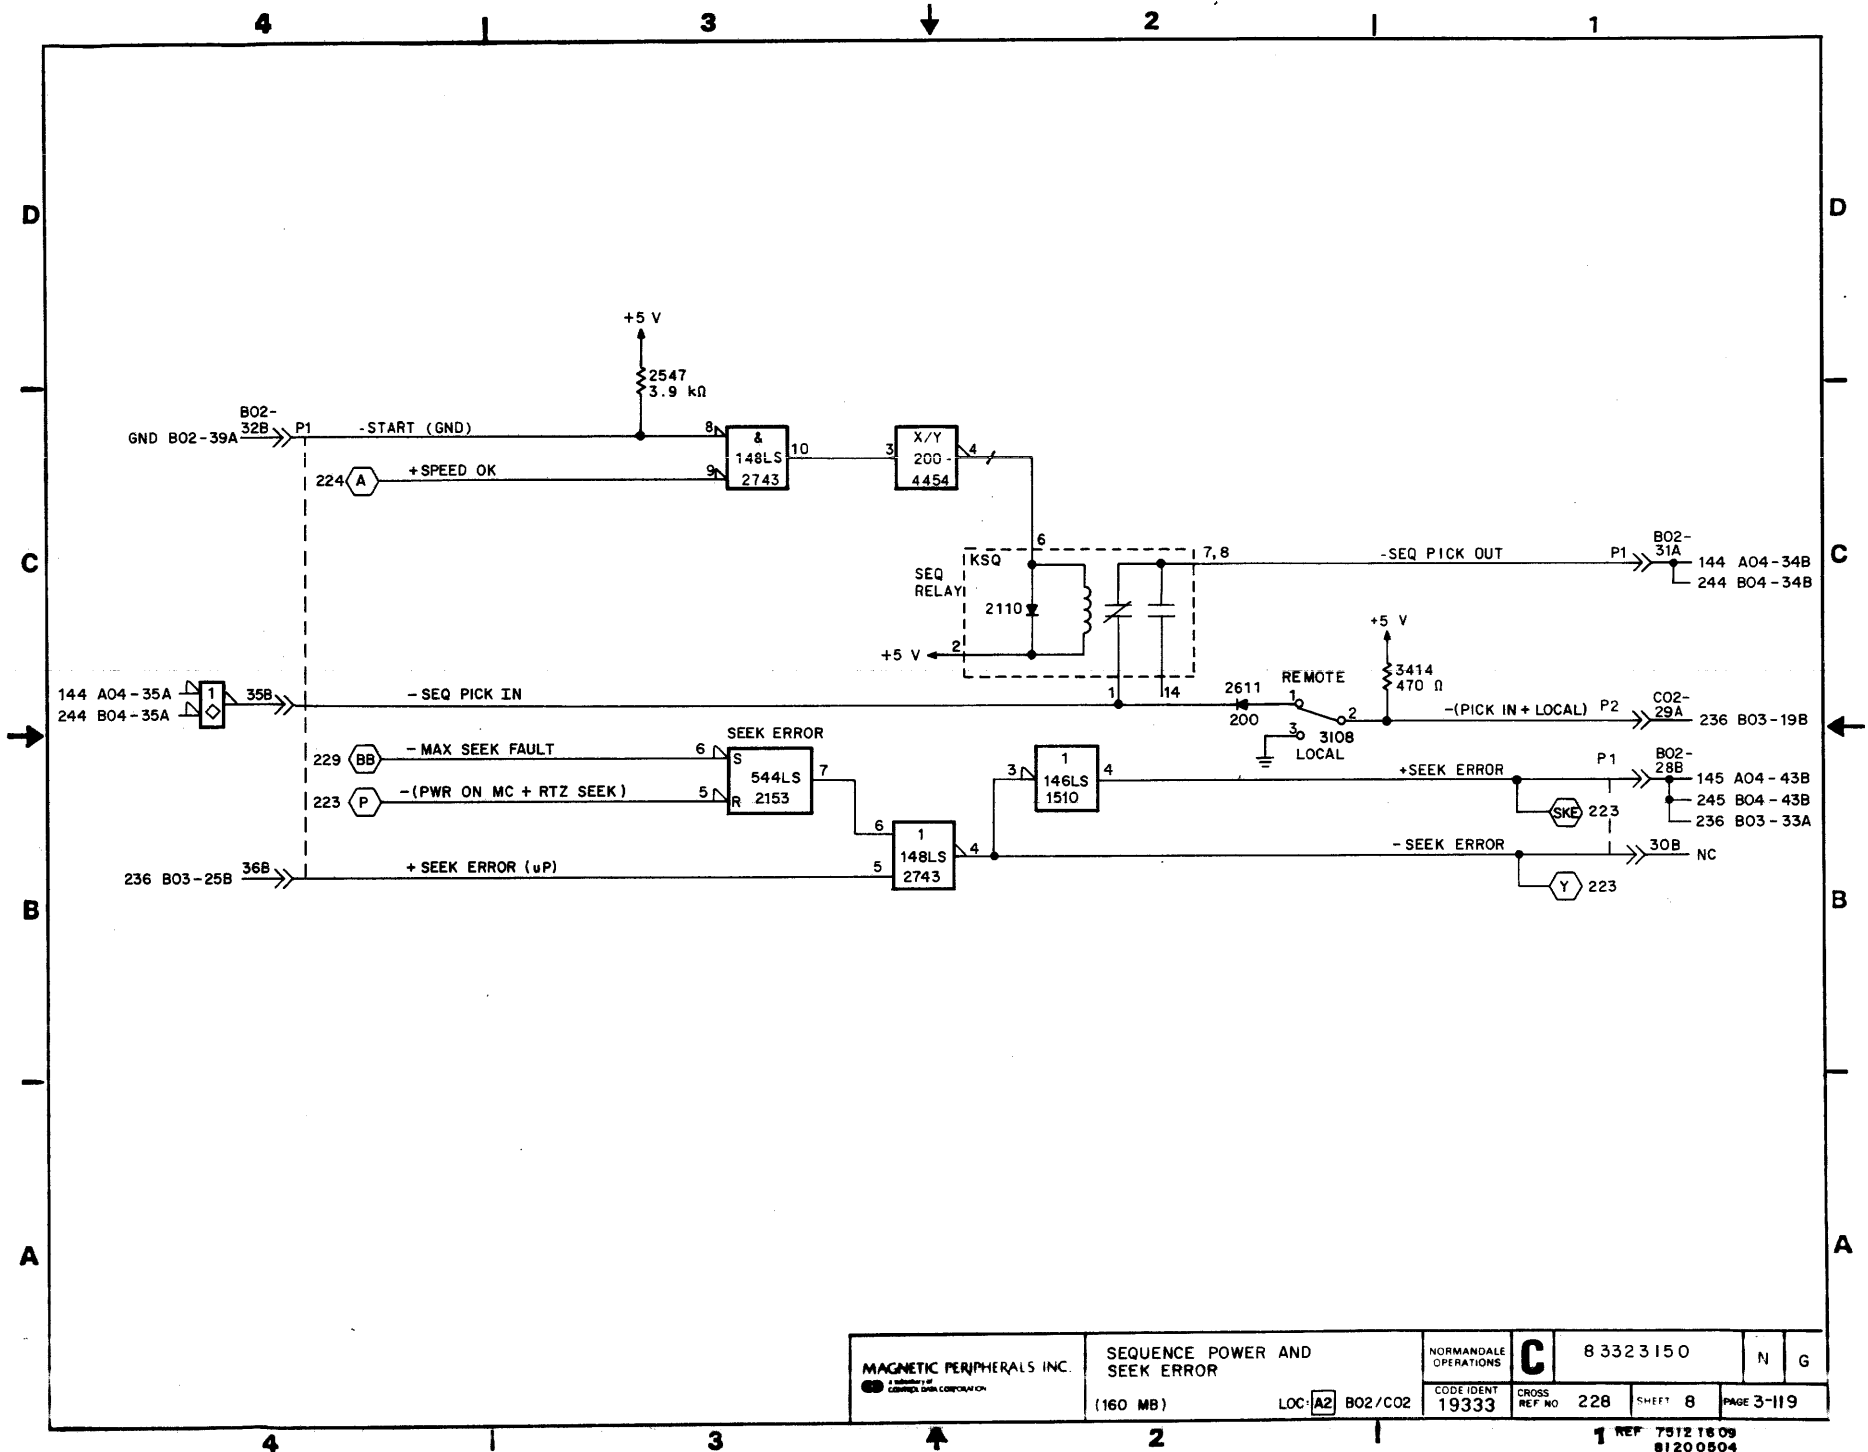 4 3 2 1
D D
+5 V
2547
3.9 kΩ
B02-
GND B02-39A 32B P1 -START (GND) 8
&
148LS
2743
10 3
X/Y
200-
4454
4
224 A +SPEED OK 9
C C
6
KSQ
7,8 -SEQ PICK OUT P1
B02-
31A
144 A04-34B
244 B04-34B
SEQ
RELAY
2110
+5 V 2
1 14
+5 V
3414
470 Ω
144 A04-35A
244 B04-35A
1
35B -SEQ PICK IN
2611
200
REMOTE
1
2
3
3108
LOCAL
-(PICK IN+LOCAL) P2
C02-
29A
236 B03-19B
SEEK ERROR
229 BB -MAX SEEK FAULT 6
S
544LS
R 2153
7
223 P -(PWR ON MC + RTZ SEEK) 5
3
1
146LS
1510
4
+SEEK ERROR P1
B02-
28B
145 A04-43B
245 B04-43B
236 B03-33A
SKE 223
6
1
148LS
2743
4
-SEEK ERROR 30B NC
Y 223
236 B03-25B 36B +SEEK ERROR (uP) 5
B B
A A
MAGNETIC PERIPHERALS INC.
a subsidiary of
CONTROL DATA CORPORATION
SEQUENCE POWER AND
SEEK ERROR
(160 MB) LOC: A2 B02/C02
NORMANDALE
OPERATIONS
C 83323150 N G
CODE IDENT
19333
CROSS
REF NO 228 SHEET 8 PAGE 3-119
4 3 2 1
REF 75121609
81200504